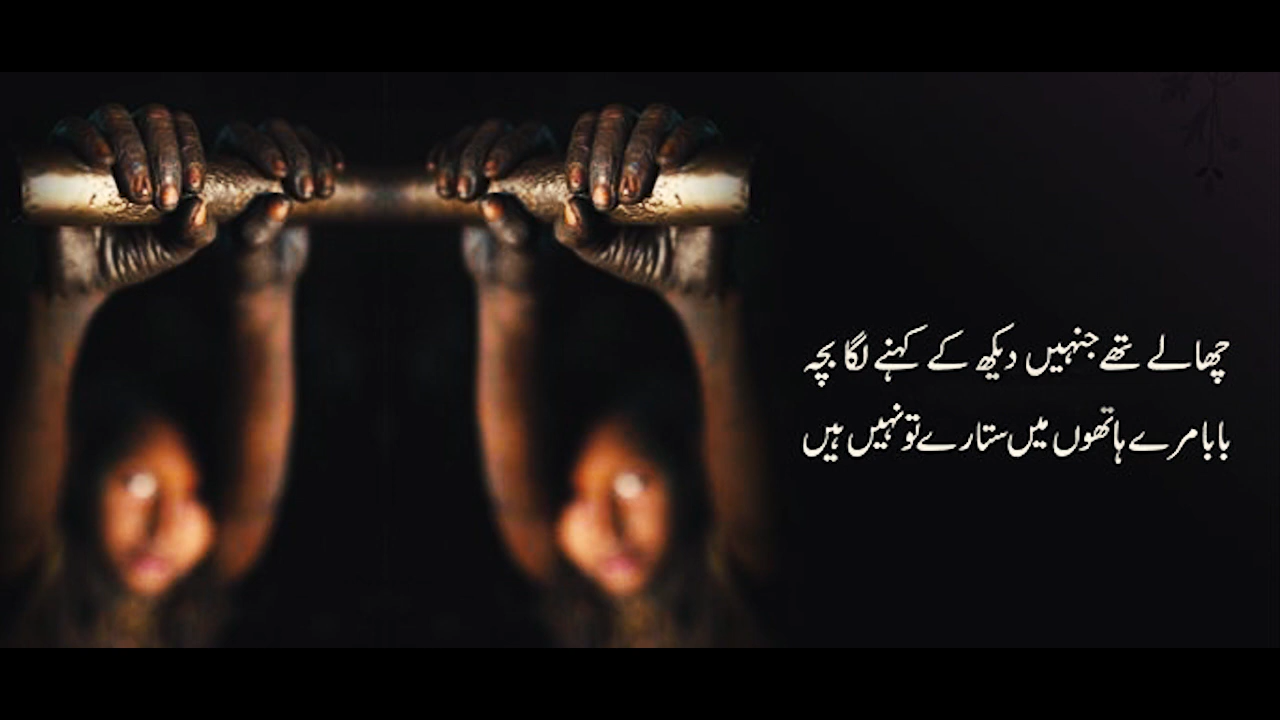 چھالے تھے جنہیں دیکھ کے کہنے لگا بچہ
بابا مرے ہاتھوں میں ستارے تو نہیں ہیں